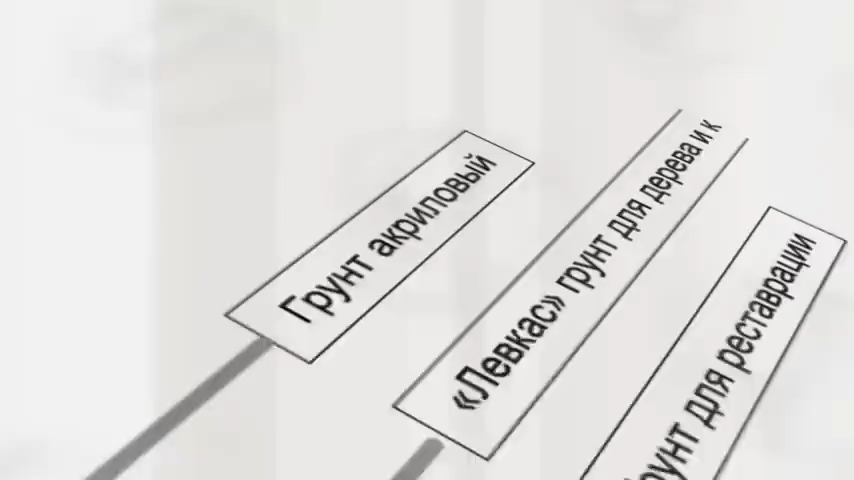 Грунт акриловый
«Левкас» грунт для дерева и к
рунт для реставрации